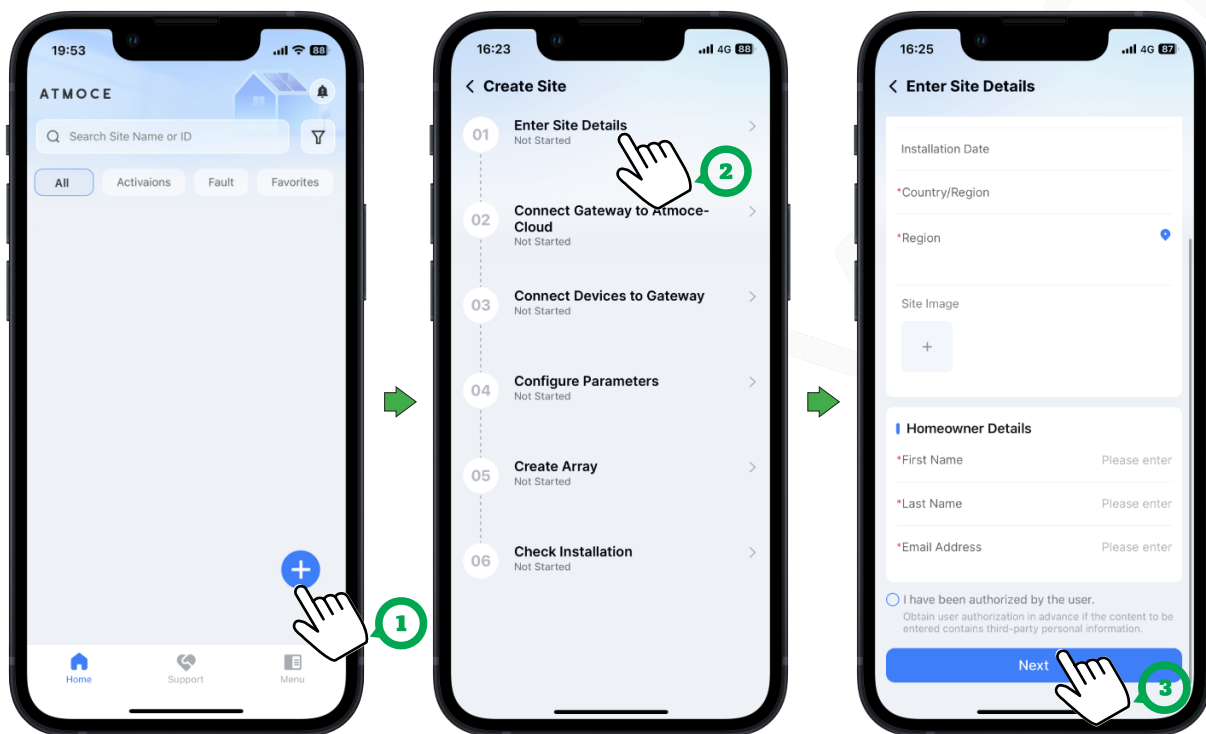 19:53
88
ATMOCE
Search Site Name or ID
All
Activaions
Fault
Favorites
1
Home
Support
Menu
16:23
4G 88
Create Site
01
Enter Site Details
Not Started
2
02
Connect Gateway to Atmoce-
Cloud
Not Started
03
Connect Devices to Gateway
Not Started
04
Configure Parameters
Not Started
05
Create Array
Not Started
06
Check Installation
Not Started
16:25
4G 87
Enter Site Details
Installation Date
*Country/Region
*Region
Site Image
+
Homeowner Details
*First Name Please enter
*Last Name Please enter
*Email Address Please enter
I have been authorized by the user.
Obtain user authorization in advance if the content to be
entered contains third-party personal information.
Next
3